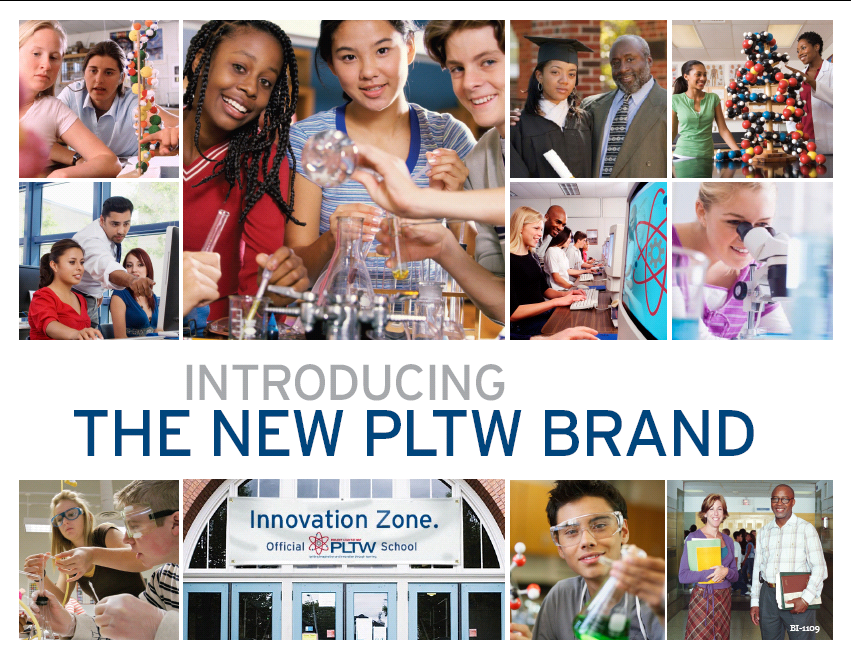 INTRODUCING
THE NEW PLTW BRAND
Innovation Zone.
Official PLTW School
BI-1109